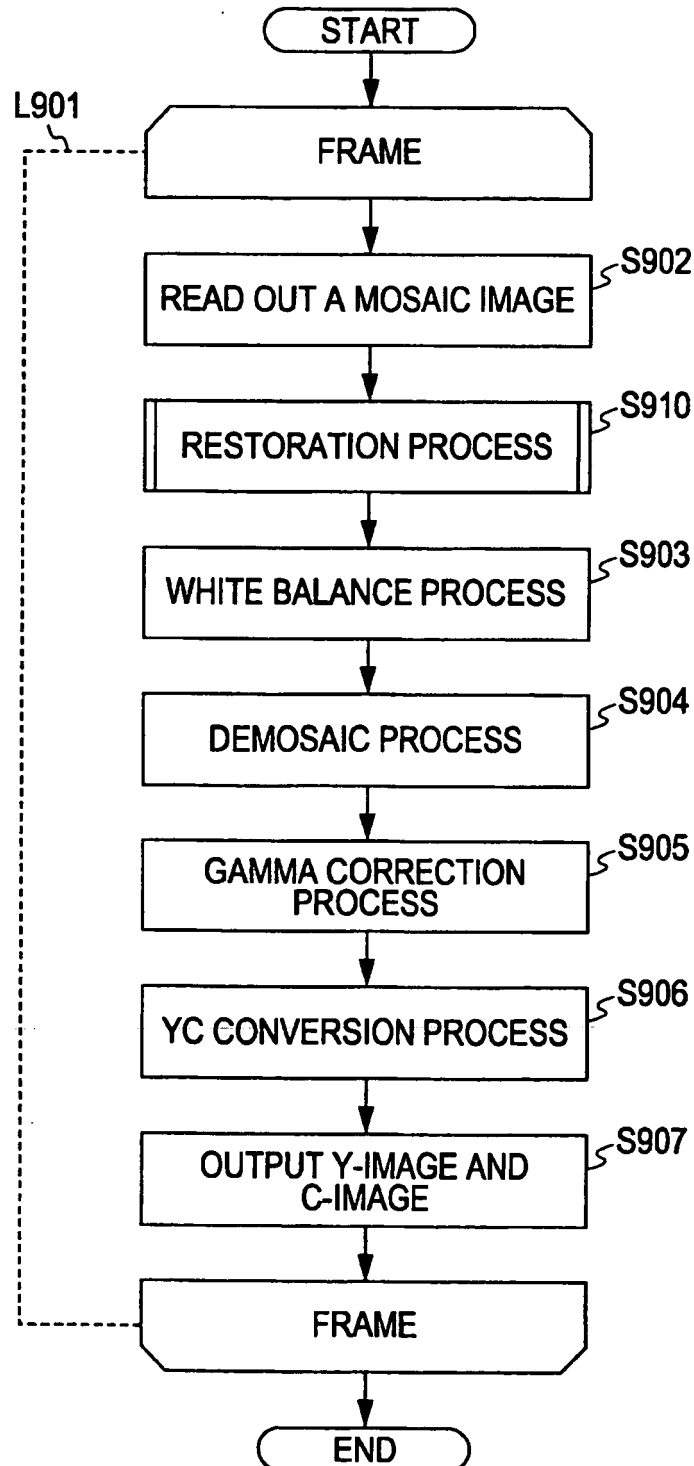 START
L901
FRAME
READ OUT A MOSAIC IMAGE
S902
RESTORATION PROCESS
S910
WHITE BALANCE PROCESS
S903
DEMOSAIC PROCESS
S904
GAMMA CORRECTION
PROCESS
S905
YC CONVERSION PROCESS
S906
OUTPUT Y-IMAGE AND
C-IMAGE
S907
FRAME
END